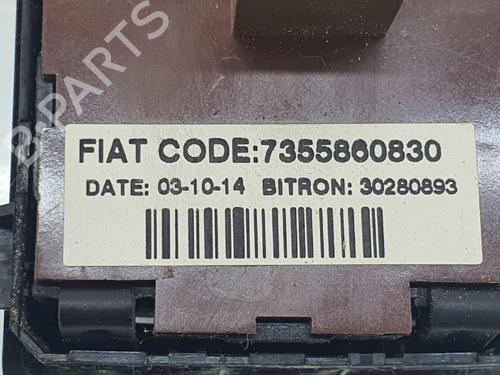 B-PARTS
FIAT CODE:7355860830
DATE: 03-10-14 BITRON: 30280893